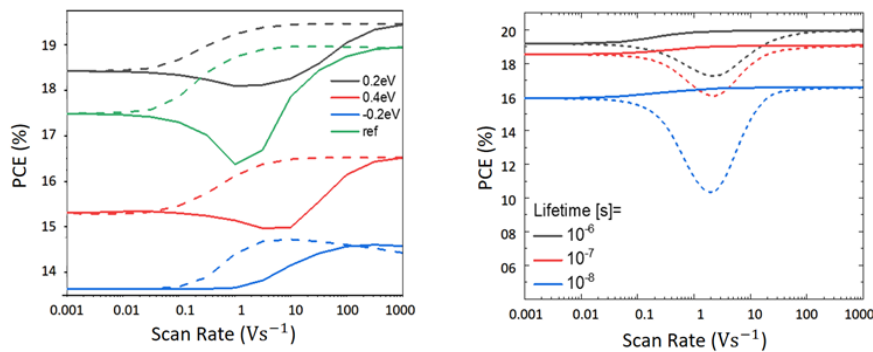 PCE (%)
19
18
17
16
15
14
0.2eV
0.4eV
-0.2eV
ref
0.001 0.01 0.1 1 10 100 1000
Scan Rate (Vs⁻¹)
PCE (%)
20
18
16
14
12
10
08
06
04
Lifetime [s]=
10⁻⁶
10⁻⁷
10⁻⁸
0.001 0.01 0.1 1 10 100 1000
Scan Rate (Vs⁻¹)